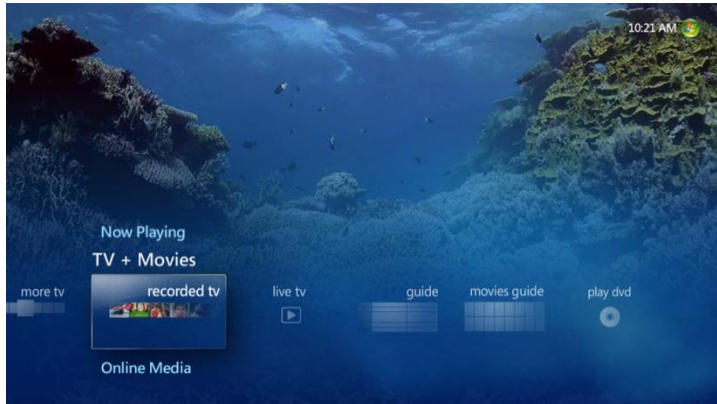 10:21 AM
Now Playing
TV + Movies
more tv
recorded tv
live tv
guide
movies guide
play dvd
Online Media